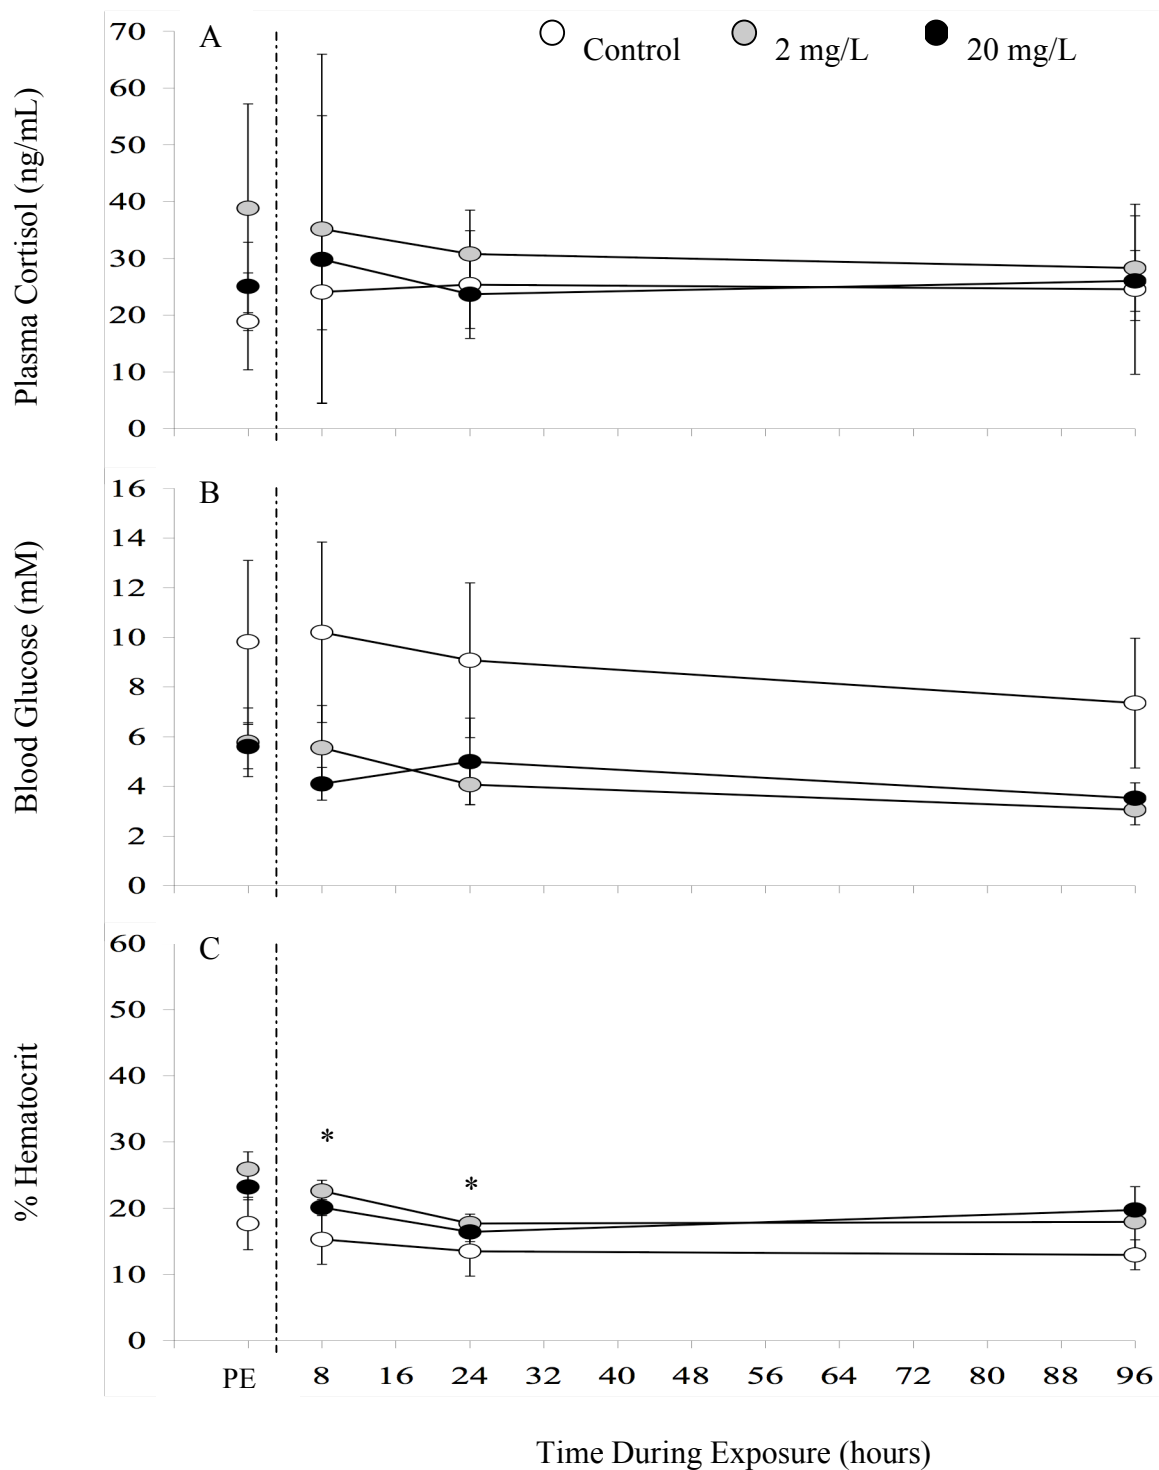 A
Control
2 mg/L
20 mg/L
Plasma Cortisol (ng/mL)
70
60
50
40
30
20
10
0
B
Blood Glucose (mM)
16
14
12
10
8
6
4
2
0
C
% Hematocrit
60
50
40
30
20
10
0
*
*
PE 8 16 24 32 40 48 56 64 72 80 88 96
Time During Exposure (hours)